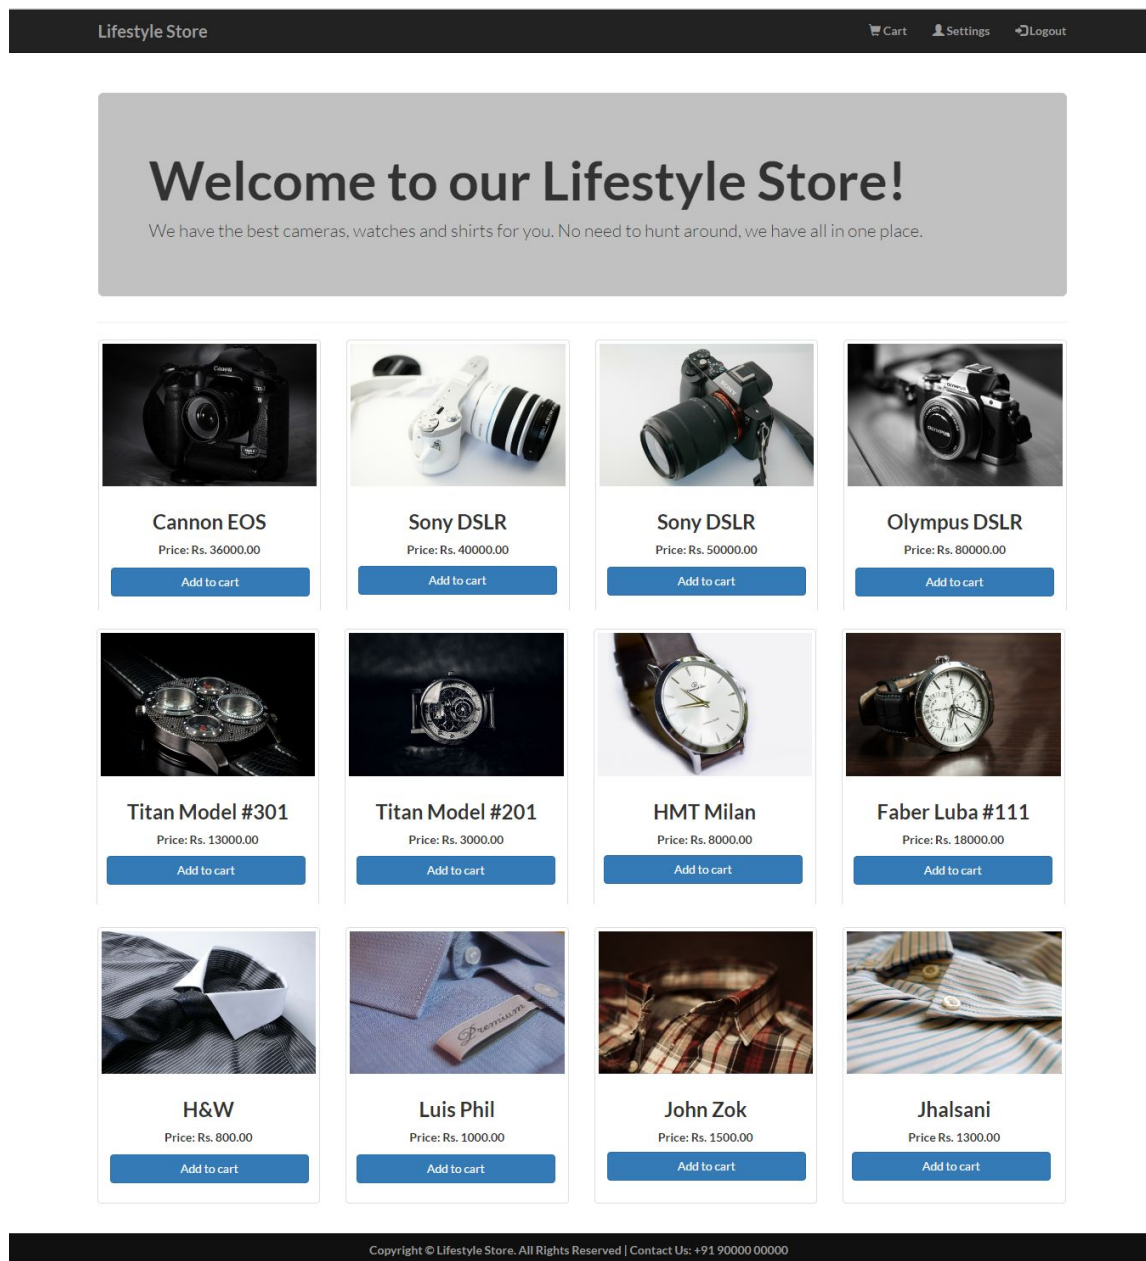 Lifestyle Store
Cart Settings Logout
Welcome to our Lifestyle Store!
We have the best cameras, watches and shirts for you. No need to hunt around, we have all in one place.
Canon
SONY
OLYMPUS
OLYMPUS
Cannon EOS
Price: Rs. 36000.00
Add to cart
Sony DSLR
Price: Rs. 40000.00
Add to cart
Sony DSLR
Price: Rs. 50000.00
Add to cart
Olympus DSLR
Price: Rs. 80000.00
Add to cart
Titan Model #301
Price: Rs. 13000.00
Add to cart
Titan Model #201
Price: Rs. 3000.00
Add to cart
HMT Milan
Price: Rs. 8000.00
Add to cart
Faber Luba #111
Price: Rs. 18000.00
Add to cart
Premium
H&W
Price: Rs. 800.00
Add to cart
Luis Phil
Price: Rs. 1000.00
Add to cart
John Zok
Price: Rs. 1500.00
Add to cart
Jhalsani
Price Rs. 1300.00
Add to cart
Copyright © Lifestyle Store. All Rights Reserved | Contact Us: +91 90000 00000